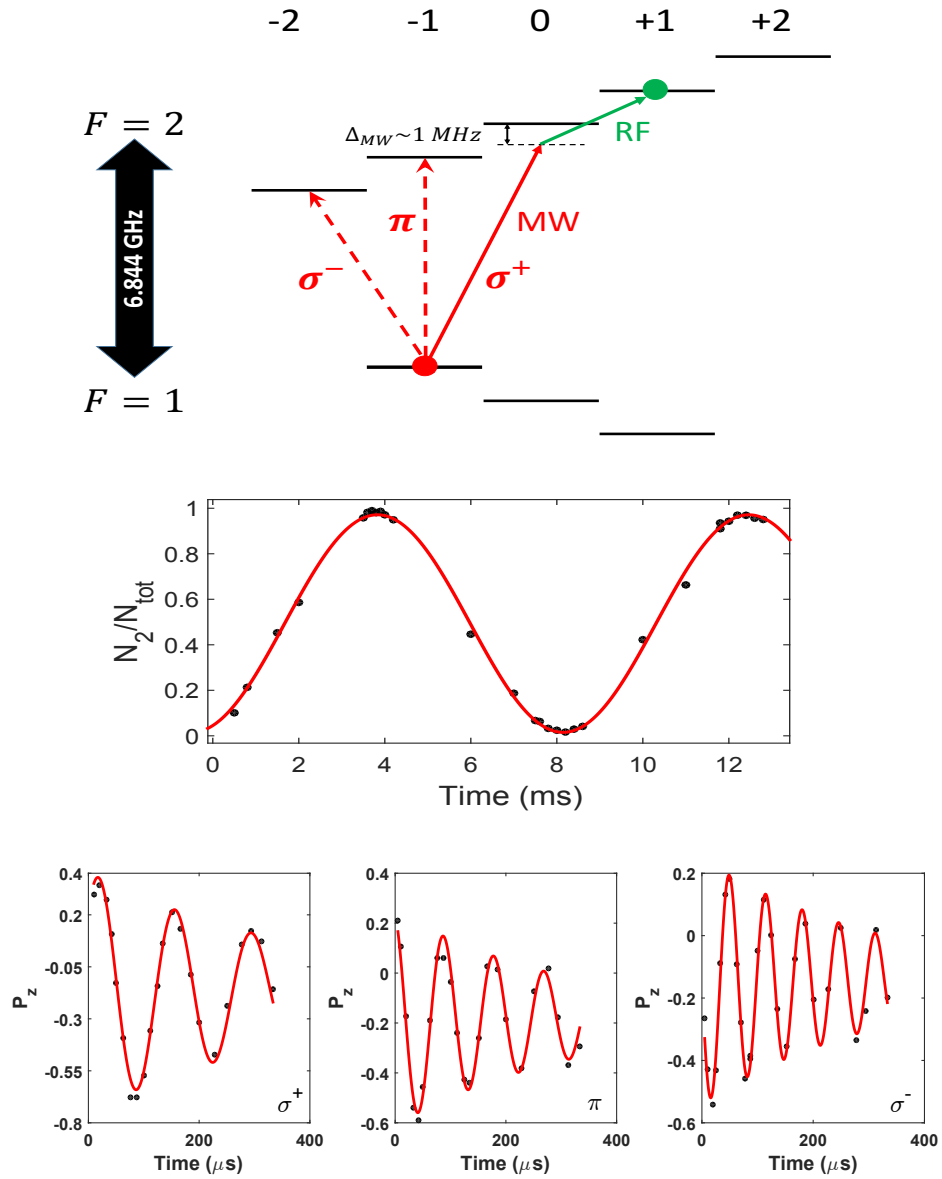 -2 -1 0 +1 +2
F = 2
Δ_MW~1 MHz
RF
6.844 GHz
π
MW
σ⁻
σ⁺
F = 1
N₂/N_tot
1
0.8
0.6
0.4
0.2
0
0 2 4 6 8 10 12
Time (ms)
P_z
0.4
0.2
-0.05
-0.3
-0.55
-0.8
σ⁺
0 200 400
Time (μs)
P_z
0.4
0.2
0
-0.2
-0.4
-0.6
π
0 200 400
Time (μs)
P_z
0.2
0
-0.2
-0.4
-0.6
σ⁻
0 200 400
Time (μs)